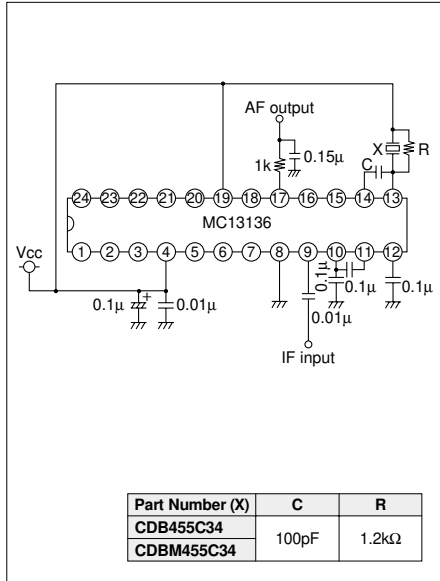 AF output
0.15μ
X
R
1k
C
24 23 22 21 20 19 18 17 16 15 14 13
MC13136
1 2 3 4 5 6 7 8 9 10 11 12
Vcc
0.1μ
+
0.01μ
0.1μ
0.1μ
0.1μ
0.01μ
IF input
Part Number (X) C R
CDB455C34 100pF 1.2kΩ
CDBM455C34